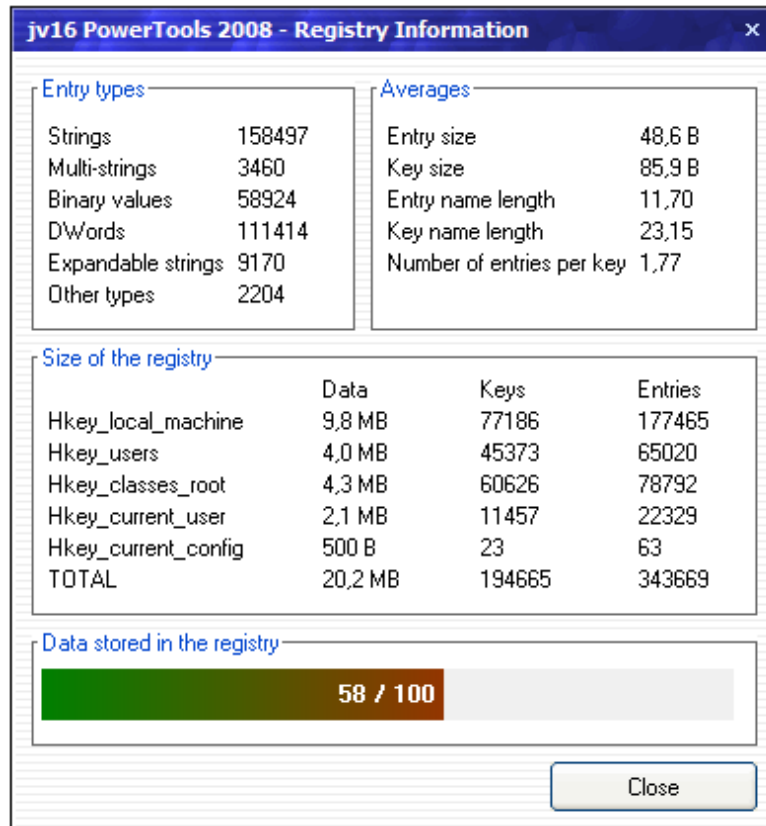 jv16 PowerTools 2008 - Registry Information
Entry types
Strings 158497
Multi-strings 3460
Binary values 58924
DWords 111414
Expandable strings 9170
Other types 2204
Averages
Entry size 48,6 B
Key size 85,9 B
Entry name length 11,70
Key name length 23,15
Number of entries per key 1,77
Size of the registry
Data Keys Entries
Hkey_local_machine 9,8 MB 77186 177465
Hkey_users 4,0 MB 45373 65020
Hkey_classes_root 4,3 MB 60626 78792
Hkey_current_user 2,1 MB 11457 22329
Hkey_current_config 500 B 23 63
TOTAL 20,2 MB 194665 343669
Data stored in the registry
58 / 100
Close